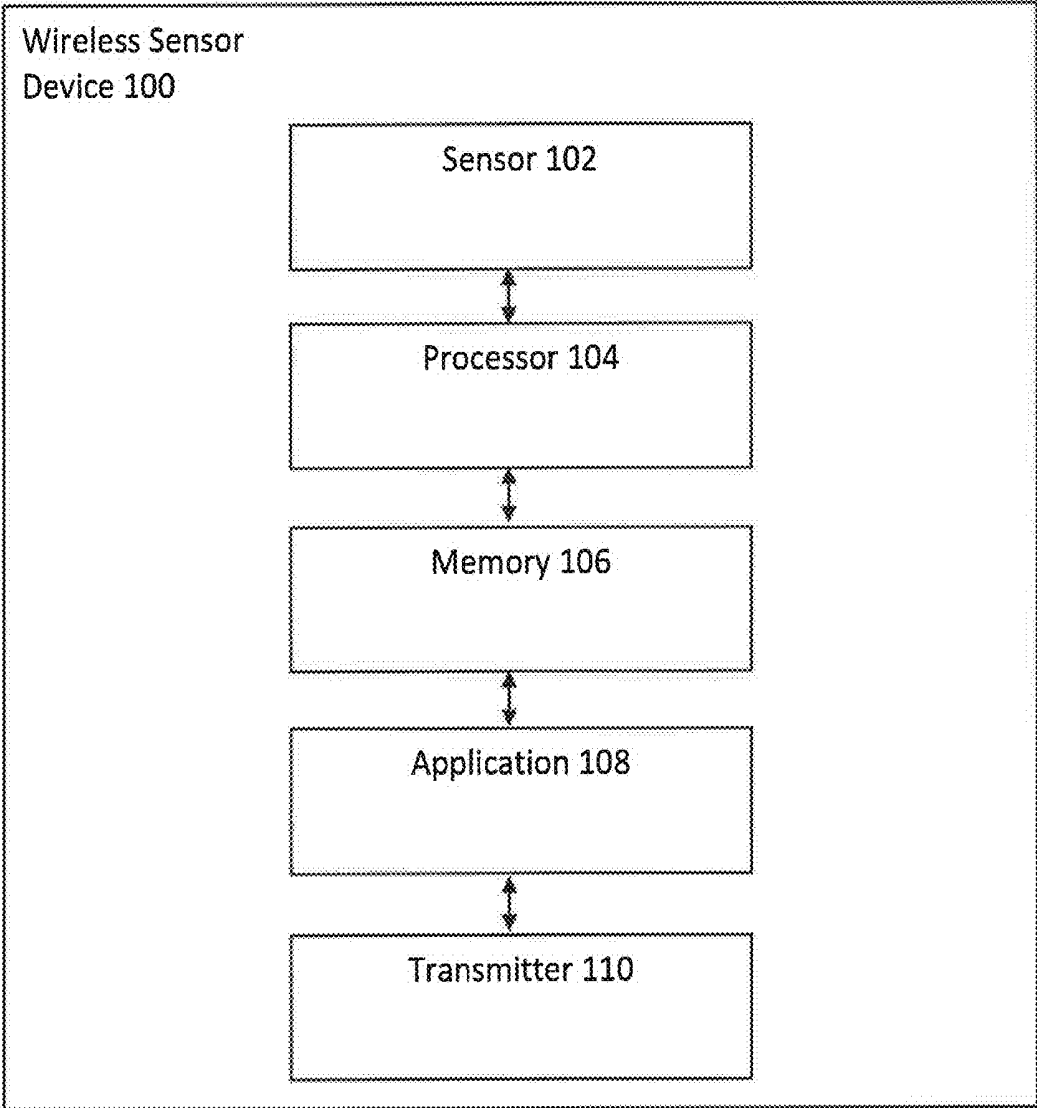 Wireless Sensor
Device 100
Sensor 102
Processor 104
Memory 106
Application 108
Transmitter 110